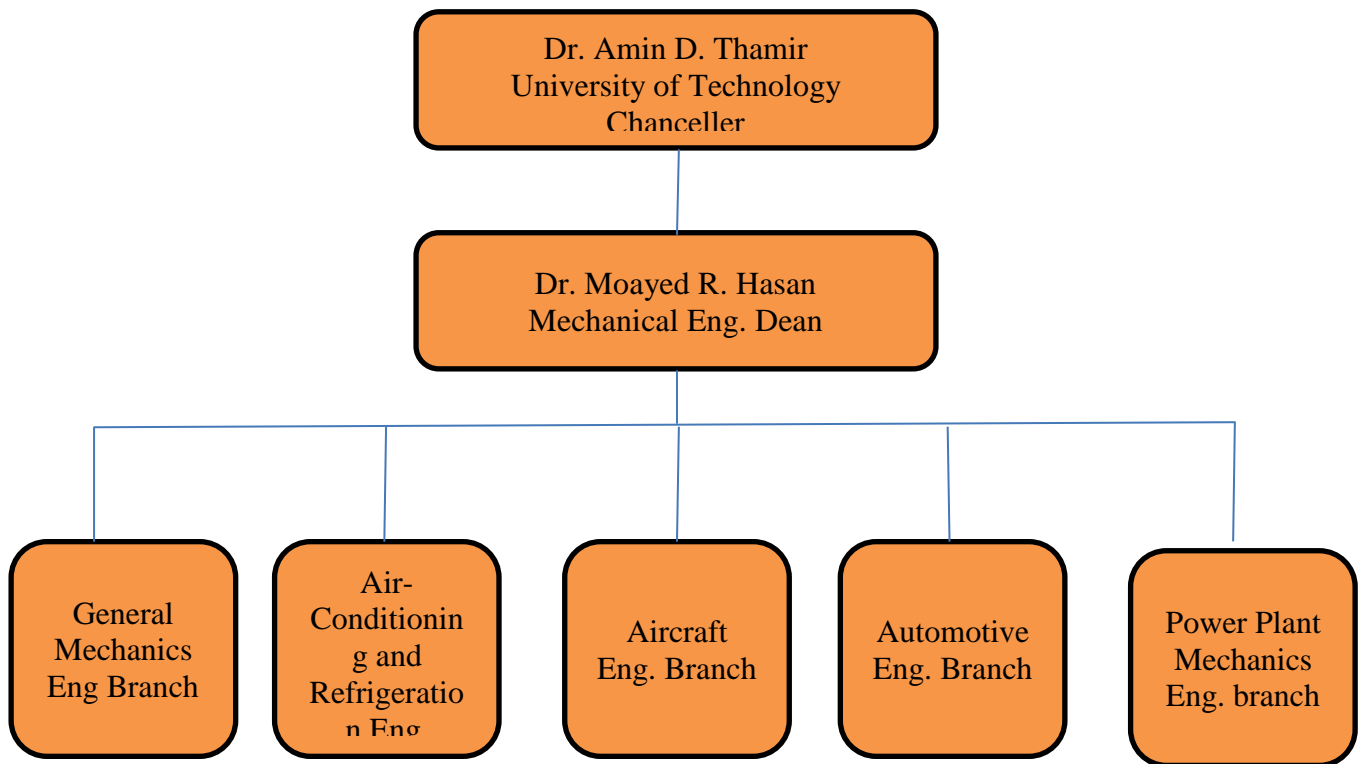 Dr. Amin D. Thamir
University of Technology
Chanceller
Dr. Moayed R. Hasan
Mechanical Eng. Dean
General
Mechanics
Eng Branch
Air-
Conditionin
g and
Refrigeratio
n Eng
Aircraft
Eng. Branch
Automotive
Eng. Branch
Power Plant
Mechanics
Eng. branch